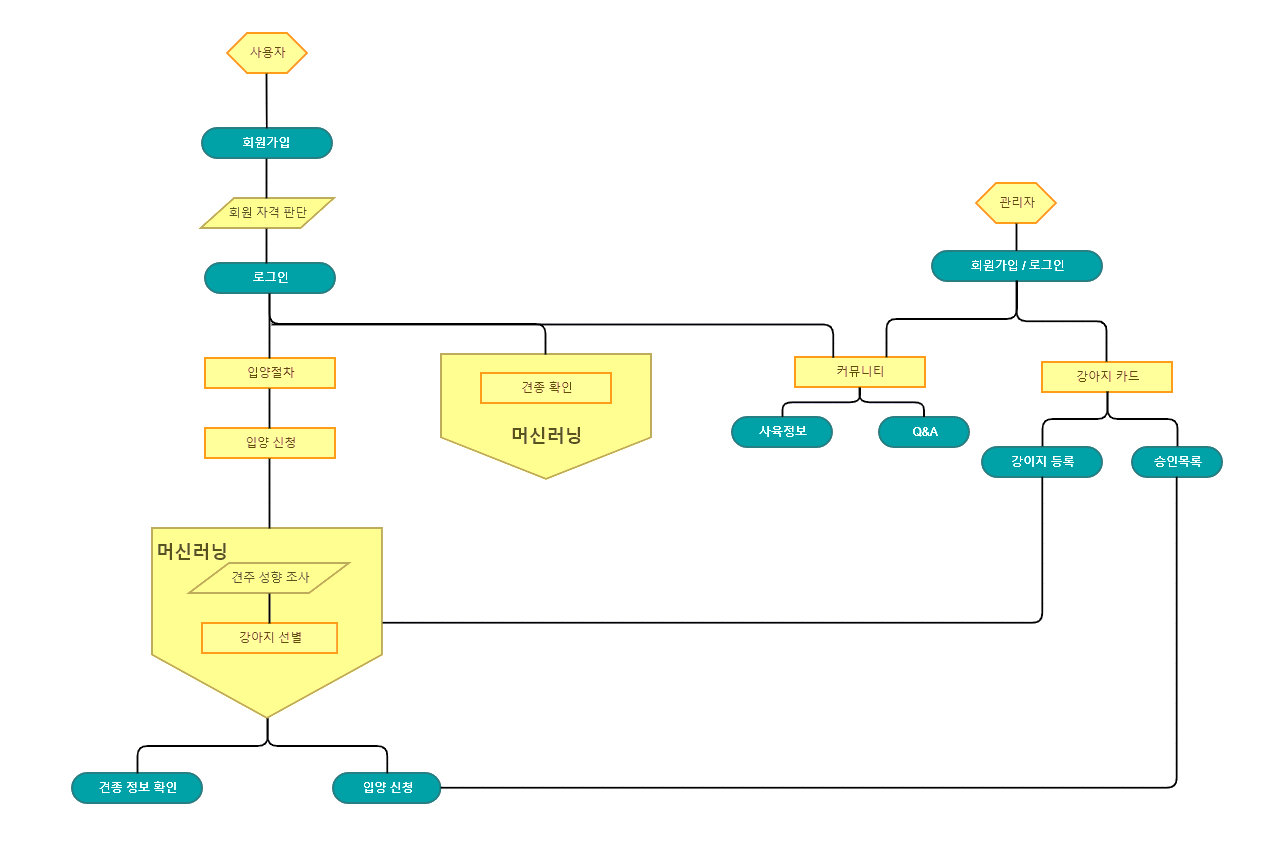 사용자
회원가입
회원 자격 판단
로그인
입양절차
입양 신청
머신러닝
견주 성향 조사
강아지 선별
견종 정보 확인
입양 신청
견종 확인
머신러닝
관리자
회원가입 / 로그인
커뮤니티
사육정보
Q&A
강아지 카드
강이지 등록
승인목록